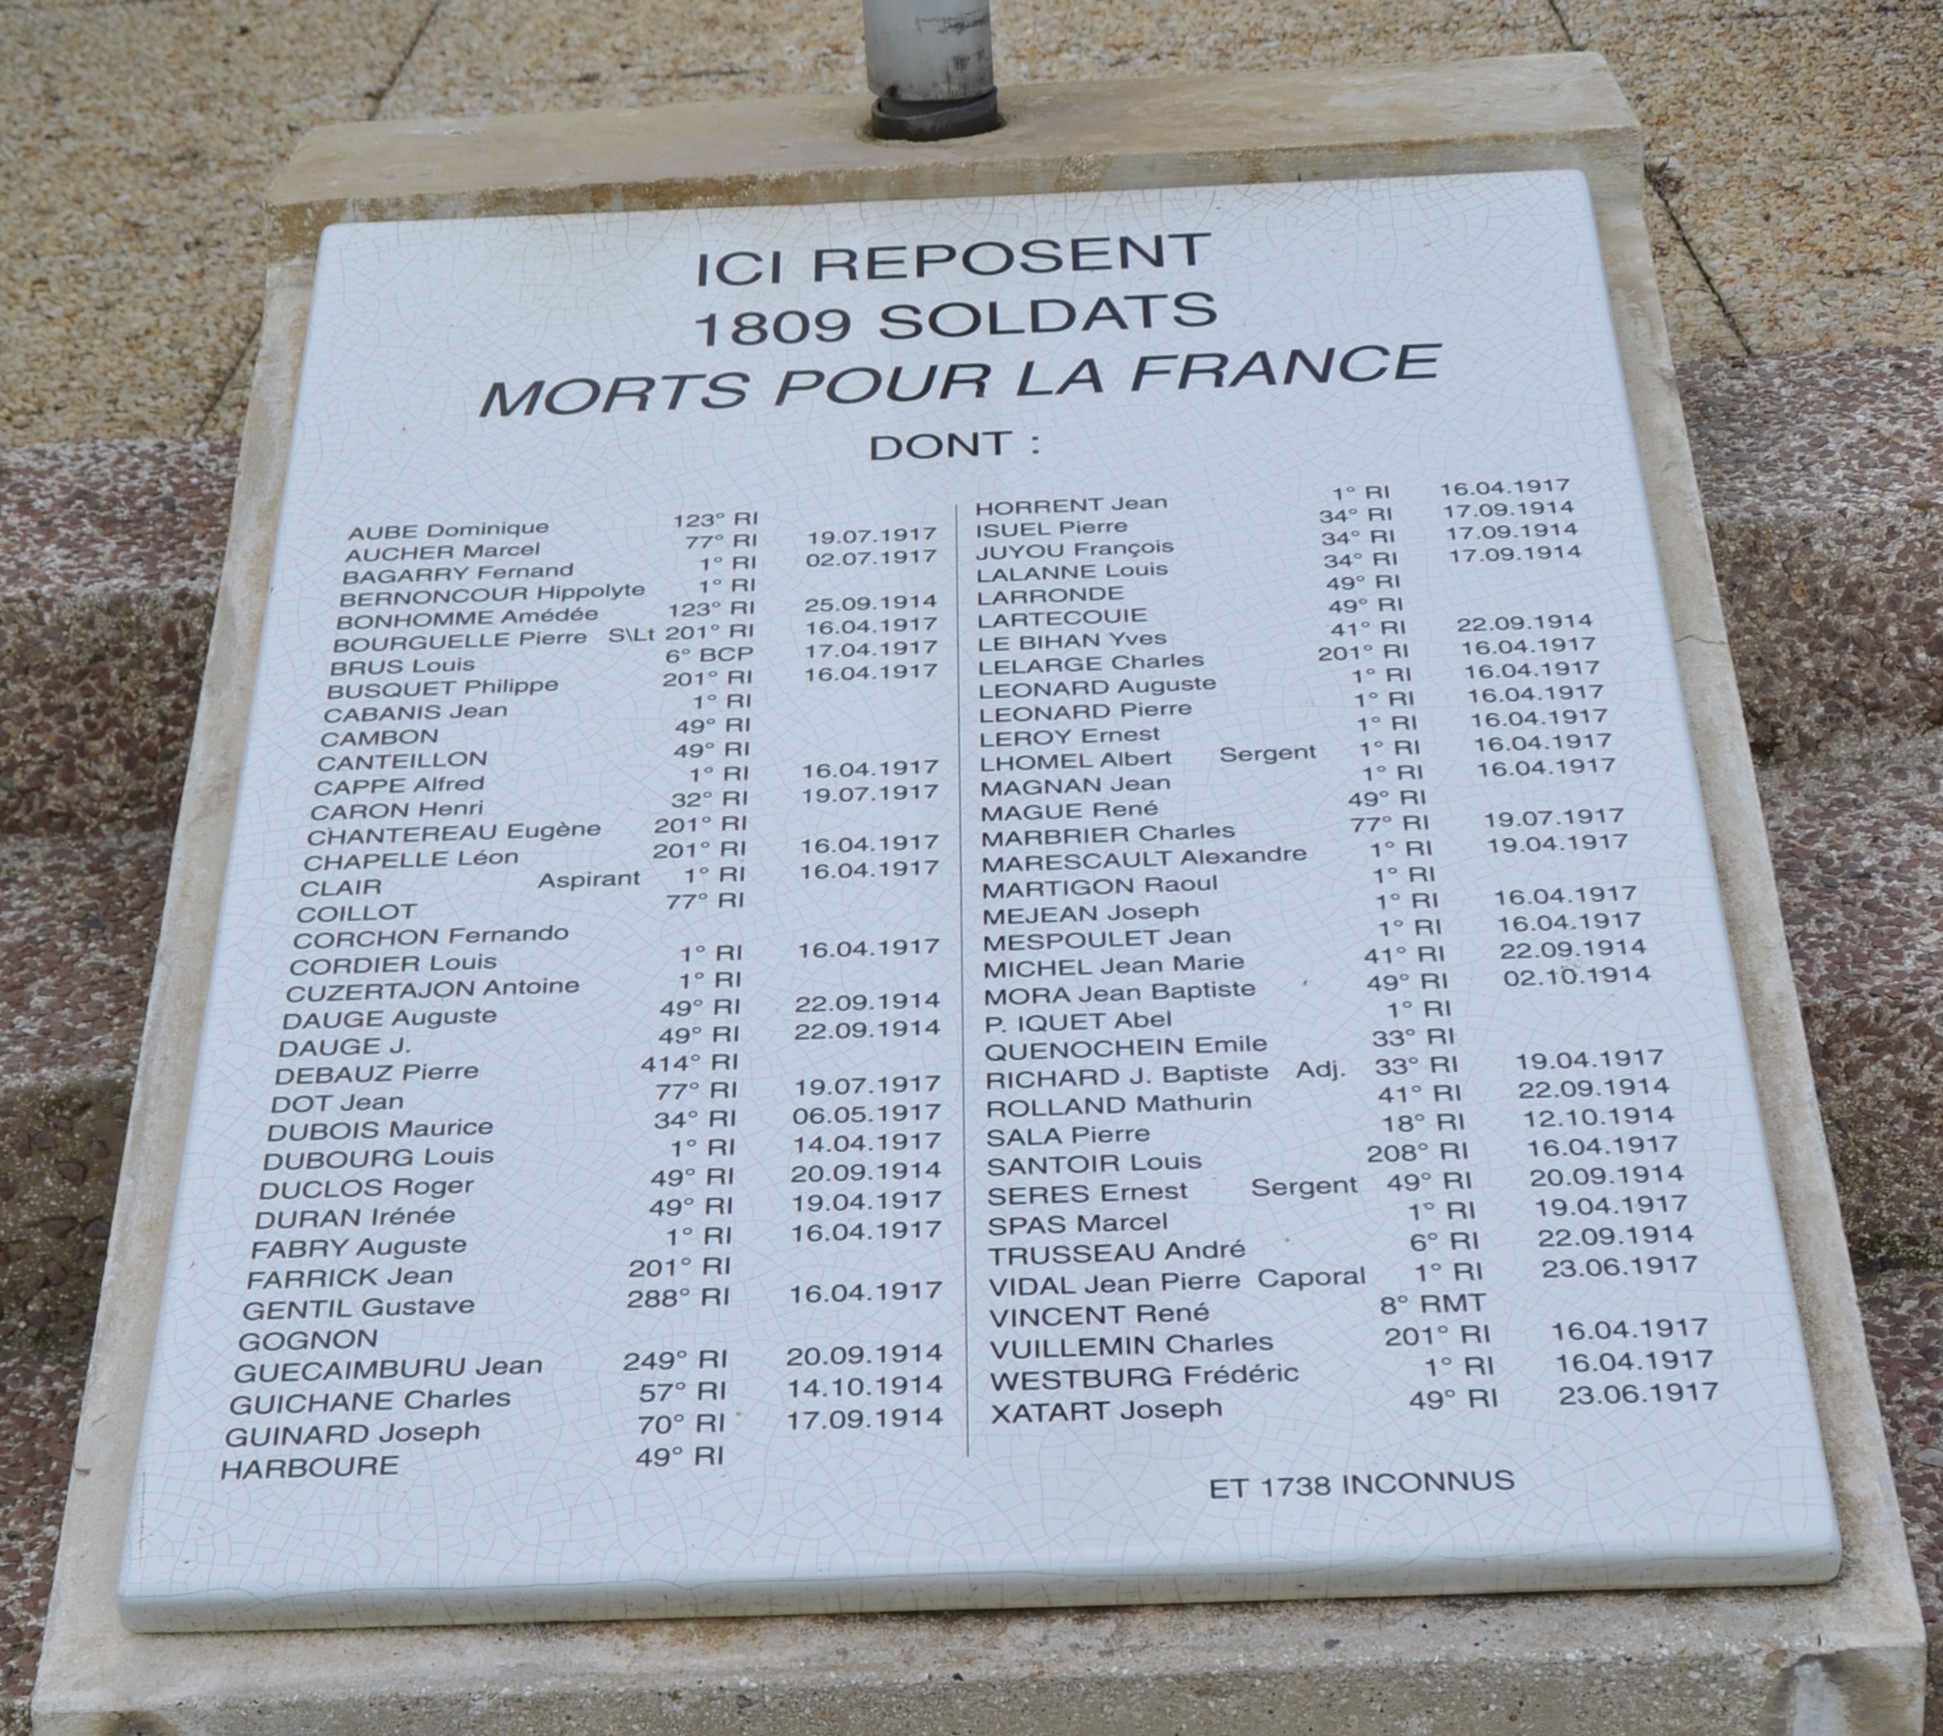 ICI REPOSENT
1809 SOLDATS
MORTS POUR LA FRANCE
DONT :
AUBE Dominique 123° RI
AUCHER Marcel 77° RI 19.07.1917
BAGARRY Fernand 1° RI 02.07.1917
BERNONCOUR Hippolyte 1° RI
BONHOMME Amédée 123° RI 25.09.1914
BOURGUELLE Pierre S\Lt 201° RI 16.04.1917
BRUS Louis 6° BCP 17.04.1917
BUSQUET Philippe 201° RI 16.04.1917
CABANIS Jean 1° RI
CAMBON 49° RI
CANTEILLON 49° RI
CAPPE Alfred 1° RI 16.04.1917
CARON Henri 32° RI 19.07.1917
CHANTEREAU Eugène 201° RI
CHAPELLE Léon 201° RI 16.04.1917
CLAIR Aspirant 1° RI 16.04.1917
COILLOT 77° RI
CORCHON Fernando
CORDIER Louis 1° RI 16.04.1917
CUZERTAJON Antoine 1° RI
DAUGE Auguste 49° RI 22.09.1914
DAUGE J. 49° RI 22.09.1914
DEBAUZ Pierre 414° RI
DOT Jean 77° RI 19.07.1917
DUBOIS Maurice 34° RI 06.05.1917
DUBOURG Louis 1° RI 14.04.1917
DUCLOS Roger 49° RI 20.09.1914
DURAN Irénée 49° RI 19.04.1917
FABRY Auguste 1° RI 16.04.1917
FARRICK Jean 201° RI
GENTIL Gustave 288° RI 16.04.1917
GOGNON
GUECAIMBURU Jean 249° RI 20.09.1914
GUICHANE Charles 57° RI 14.10.1914
GUINARD Joseph 70° RI 17.09.1914
HARBOURE 49° RI
HORRENT Jean 1° RI 16.04.1917
ISUEL Pierre 34° RI 17.09.1914
JUYOU François 34° RI 17.09.1914
LALANNE Louis 34° RI 17.09.1914
LARRONDE 49° RI
LARTECOUIE 49° RI
LE BIHAN Yves 41° RI 22.09.1914
LELARGE Charles 201° RI 16.04.1917
LEONARD Auguste 1° RI 16.04.1917
LEONARD Pierre 1° RI 16.04.1917
LEROY Ernest 1° RI 16.04.1917
LHOMEL Albert Sergent 1° RI 16.04.1917
MAGNAN Jean 1° RI 16.04.1917
MAGUE René 49° RI
MARBRIER Charles 77° RI 19.07.1917
MARESCAULT Alexandre 1° RI 19.04.1917
MARTIGON Raoul 1° RI
MEJEAN Joseph 1° RI 16.04.1917
MESPOULET Jean 1° RI 16.04.1917
MICHEL Jean Marie 41° RI 22.09.1914
MORA Jean Baptiste 49° RI 02.10.1914
P. IQUET Abel 1° RI
QUENOCHEIN Emile 33° RI
RICHARD J. Baptiste Adj. 33° RI 19.04.1917
ROLLAND Mathurin 41° RI 22.09.1914
SALA Pierre 18° RI 12.10.1914
SANTOIR Louis 208° RI 16.04.1917
SERES Ernest Sergent 49° RI 20.09.1914
SPAS Marcel 1° RI 19.04.1917
TRUSSEAU André 6° RI 22.09.1914
VIDAL Jean Pierre Caporal 1° RI 23.06.1917
VINCENT René 8° RMT
VUILLEMIN Charles 201° RI 16.04.1917
WESTBURG Frédéric 1° RI 16.04.1917
XATART Joseph 49° RI 23.06.1917
ET 1738 INCONNUS